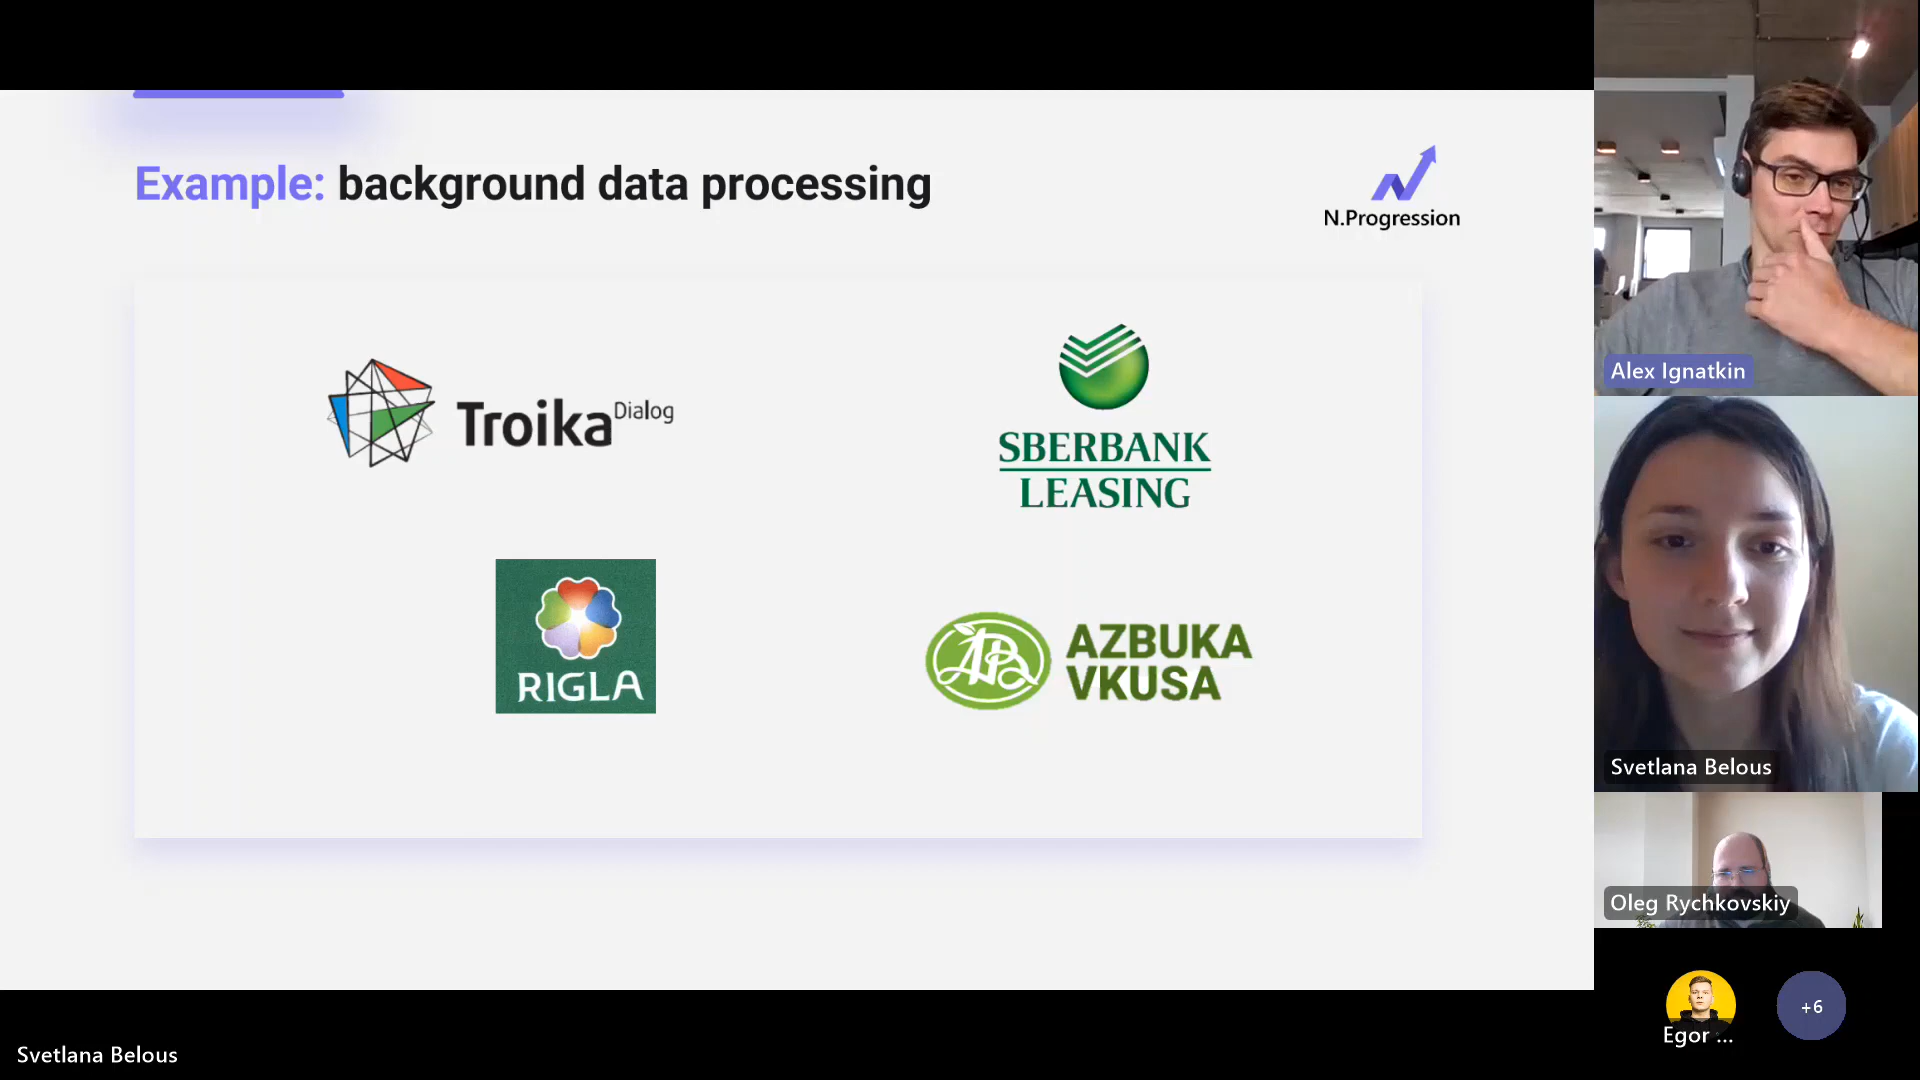 Example: background data processing
N.Progression
Troika Dialog
SBERBANK
LEASING
RIGLA
AZBUKA
VKUSA
Alex Ignatkin
Svetlana Belous
Oleg Rychkovskiy
Egor ...
+6
Svetlana Belous